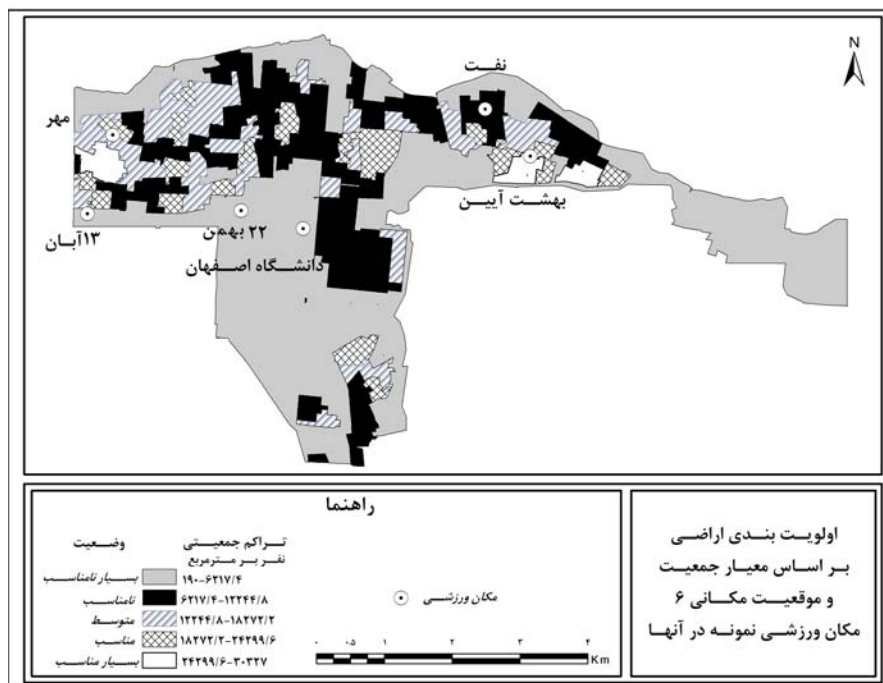 N
نفت
مهر
بهشت آیین
۲۲ بهمن
۱۳آبان
دانشگاه اصفهان
راهنما
وضعیت
تراکم جمعیتی
نفر بر مترمربع
بسیار نامناسب
۱۹۰-۶۲۱۷/۴
نامناسب
۶۲۱۷/۴-۱۲۲۴۴/۸
متوسط
۱۲۲۴۴/۸-۱۸۲۷۲/۲
مناسب
۱۸۲۷۲/۲-۲۴۲۹۹/۶
بسیار مناسب
۲۴۲۹۹/۶-۳۰۳۲۷
مکان ورزشی
۰ ۰.۵ ۱ ۲ ۳ ۴
Km
اولویت بندی اراضی
بر اساس معیار جمعیت
و موقعیت مکانی ۶
مکان ورزشی نمونه در آنها